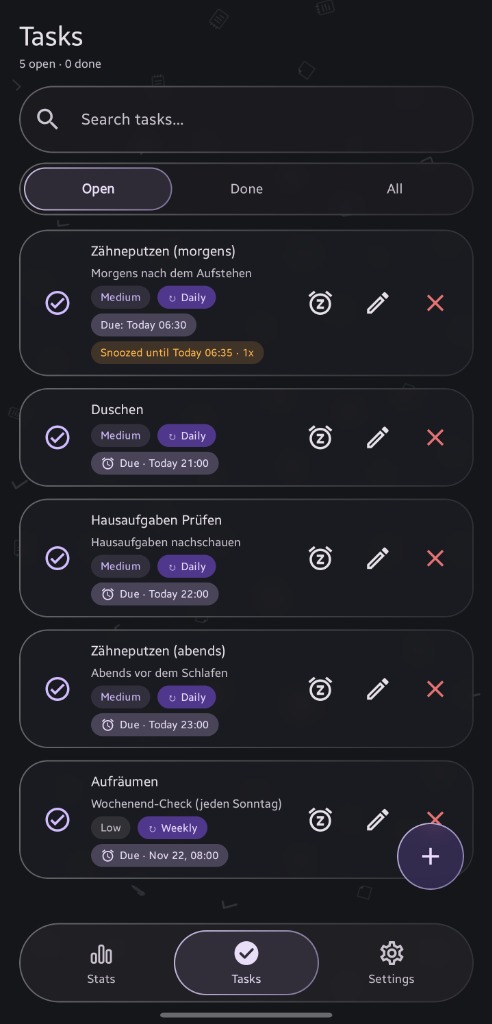 Tasks
5 open · 0 done
Search tasks...
Open Done All
Zähneputzen (morgens)
Morgens nach dem Aufstehen
Medium ↻ Daily
Due: Today 06:30
Snoozed until Today 06:35 · 1x
Duschen
Medium ↻ Daily
Due · Today 21:00
Hausaufgaben Prüfen
Hausaufgaben nachschauen
Medium ↻ Daily
Due · Today 22:00
Zähneputzen (abends)
Abends vor dem Schlafen
Medium ↻ Daily
Due · Today 23:00
Aufräumen
Wochenend-Check (jeden Sonntag)
Low ↻ Weekly
Due · Nov 22, 08:00
Stats Tasks Settings